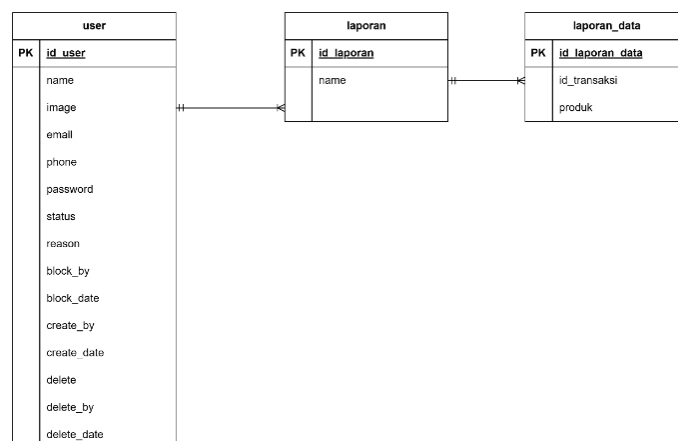 user
PK id_user
name
image
email
phone
password
status
reason
block_by
block_date
create_by
create_date
delete
delete_by
delete_date
laporan
PK id_laporan
name
laporan_data
PK id_laporan_data
id_transaksi
produk